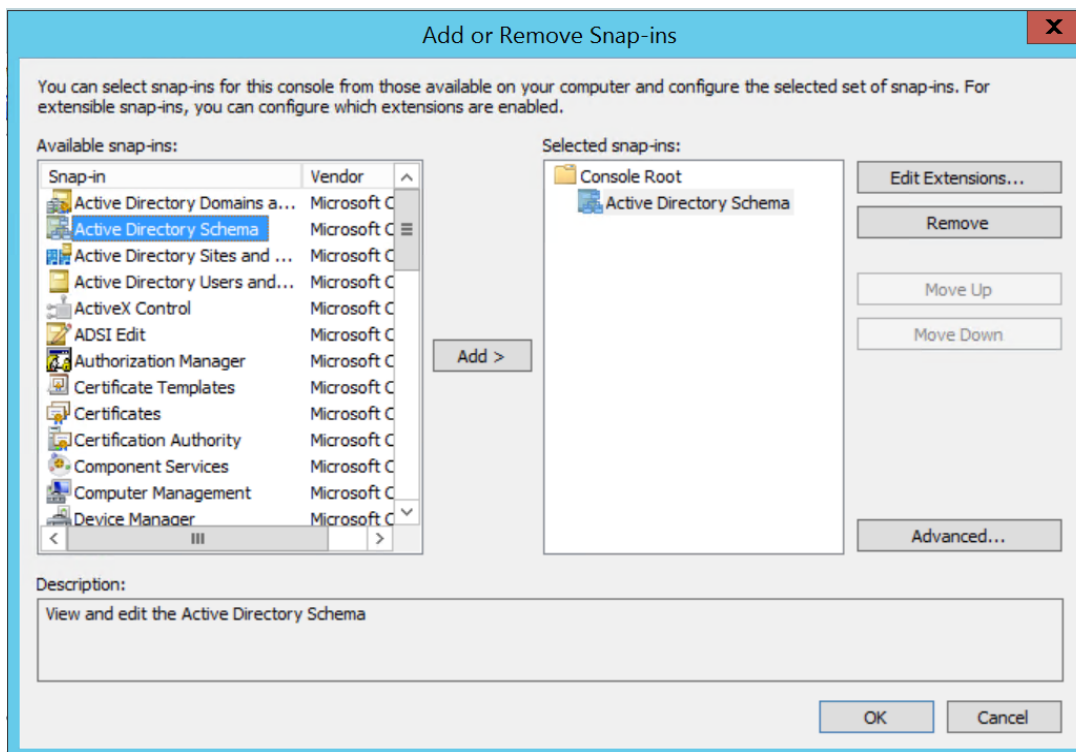 Add or Remove Snap-ins
X
You can select snap-ins for this console from those available on your computer and configure the selected set of snap-ins. For
extensible snap-ins, you can configure which extensions are enabled.
Available snap-ins:
Snap-in Vendor
Active Directory Domains a... Microsoft C
Active Directory Schema Microsoft C
Active Directory Sites and ... Microsoft C
Active Directory Users and... Microsoft C
ActiveX Control Microsoft C
ADSI Edit Microsoft C
Authorization Manager Microsoft C
Certificate Templates Microsoft C
Certificates Microsoft C
Certification Authority Microsoft C
Component Services Microsoft C
Computer Management Microsoft C
Device Manager Microsoft C
Add >
Selected snap-ins:
Console Root
Active Directory Schema
Edit Extensions...
Remove
Move Up
Move Down
Advanced...
Description:
View and edit the Active Directory Schema
OK
Cancel